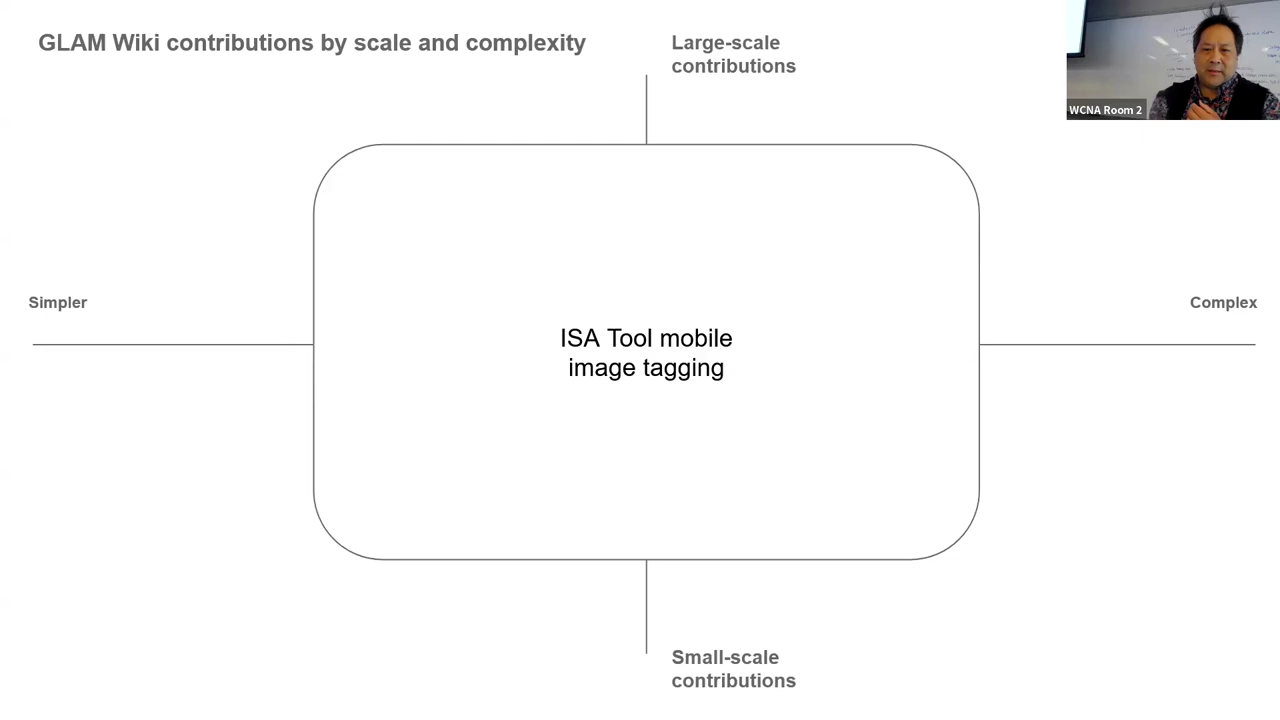 GLAM Wiki contributions by scale and complexity
Large-scale
contributions
WCNA Room 2
Simpler
Complex
ISA Tool mobile
image tagging
Small-scale
contributions